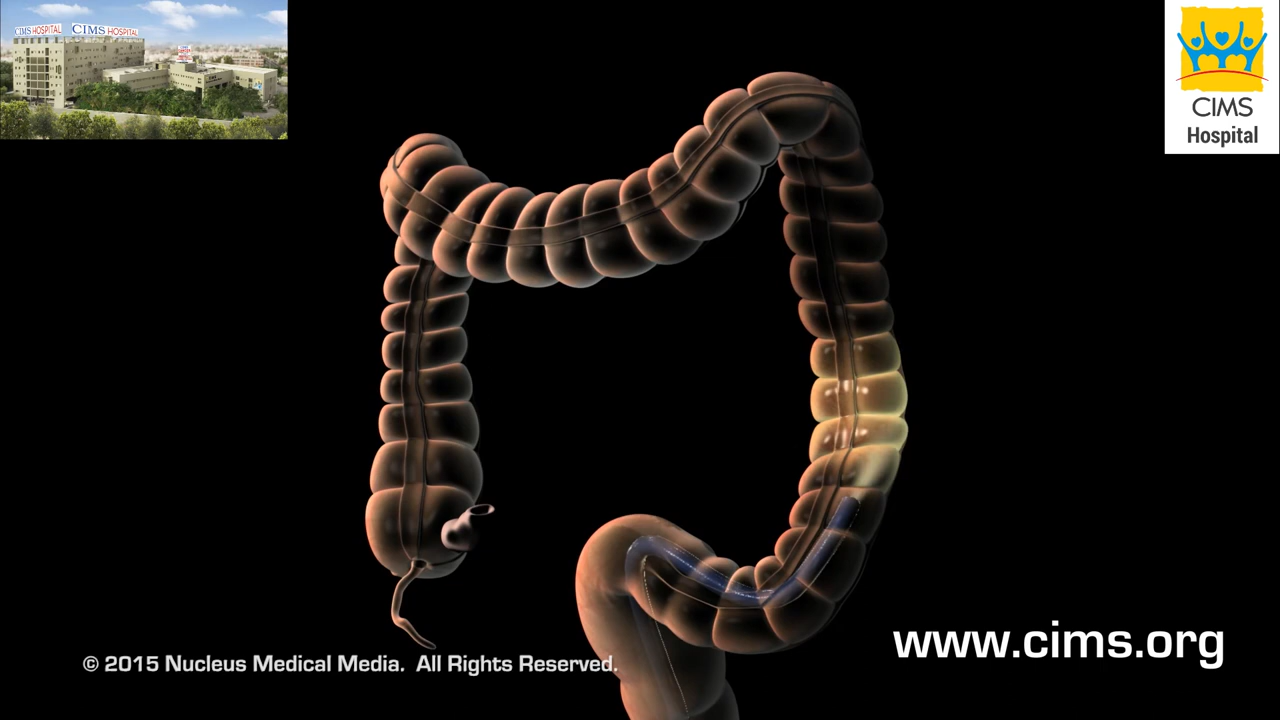 CIMS HOSPITAL CIMS HOSPITAL
CIMS
Hospital
www.cims.org
© 2015 Nucleus Medical Media. All Rights Reserved.